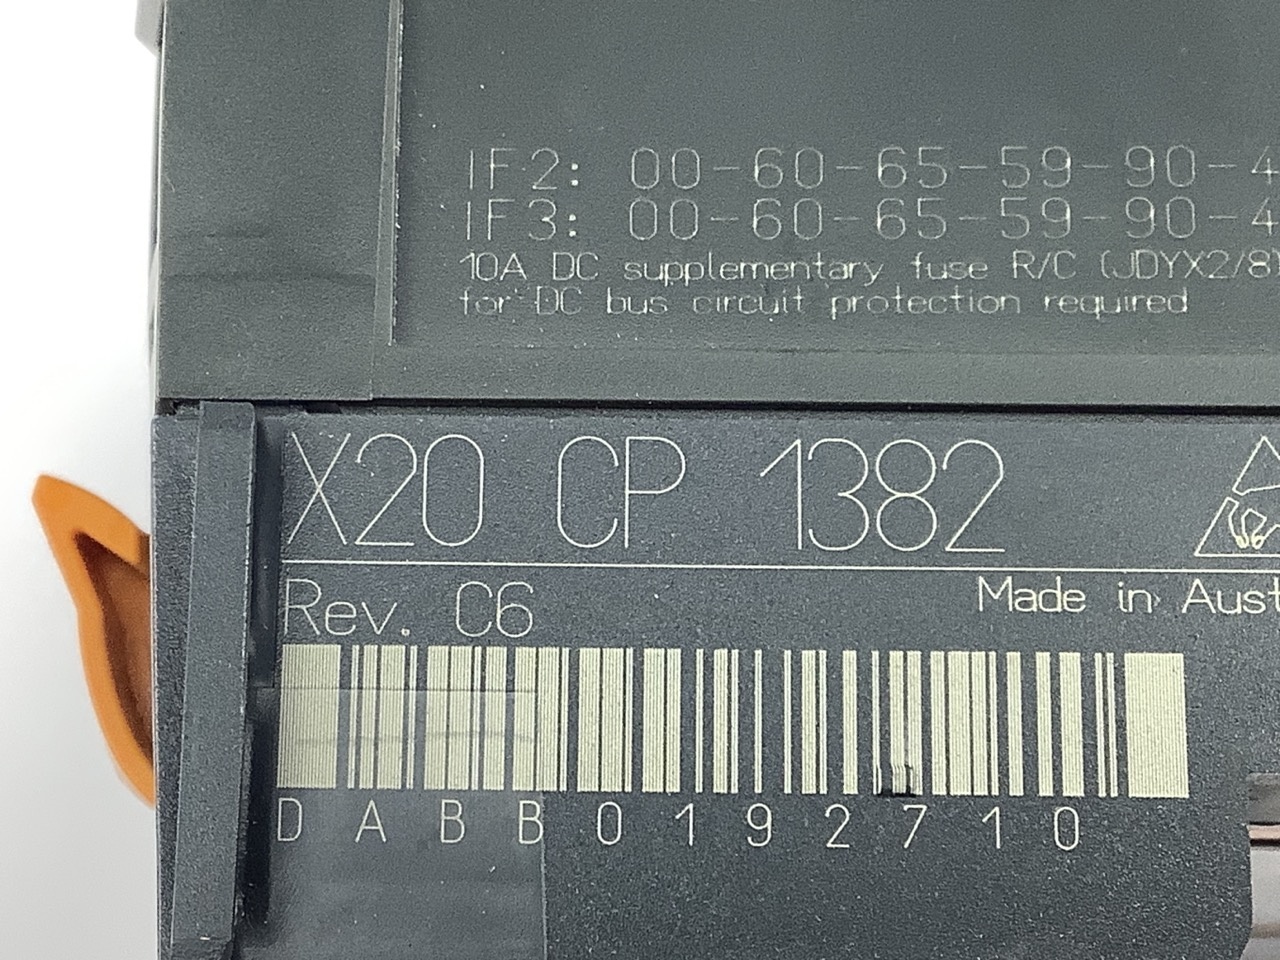 IF2: 00-60-65-59-90-4
IF3: 00-60-65-59-90-4
10A DC supplementary fuse R/C (JDYX2/8)
for DC bus circuit protection required
X20 CP 1382
Rev. C6
Made in Aust
DABB0192710